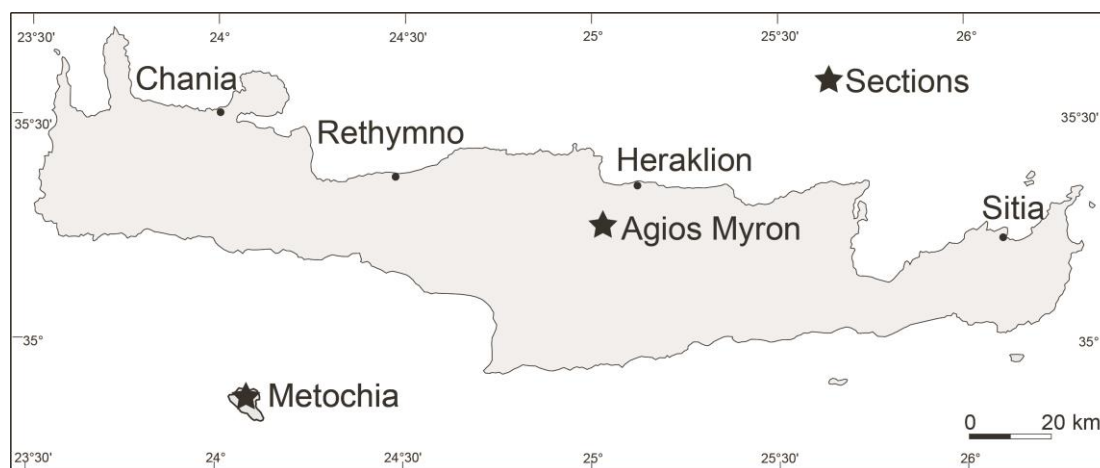 23°30' 24° 24°30' 25° 25°30' 26°
Chania
Sections
35°30' 35°30'
Rethymno
Heraklion
Sitia
Agios Myron
35° 35°
Metochia
0 20 km
23°30' 24° 24°30' 25° 25°30' 26°